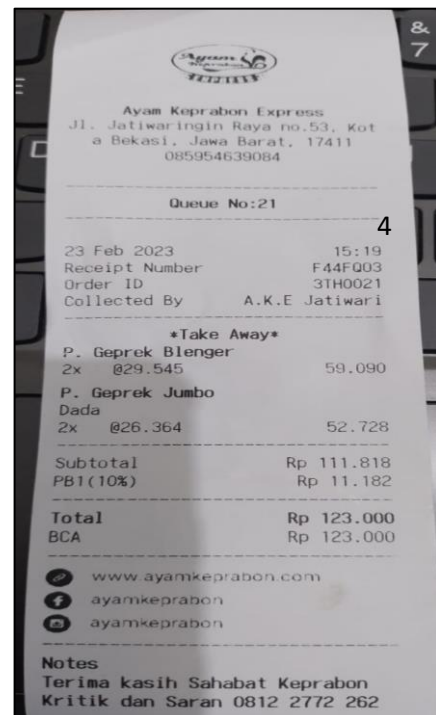 Ayam
Keprabon
EXPRESS
Ayam Keprabon Express
Jl. Jatiwaringin Raya no.53, Kot
a Bekasi, Jawa Barat, 17411
085954639084
Queue No:21
4
23 Feb 2023 15:19
Receipt Number F44FQ03
Order ID 3TH0021
Collected By A.K.E Jatiwari
*Take Away*
P. Geprek Blenger
2x @29.545 59.090
P. Geprek Jumbo
Dada
2x @26.364 52.728
Subtotal Rp 111.818
PB1(10%) Rp 11.182
Total Rp 123.000
BCA Rp 123.000
www.ayamkeprabon.com
ayamkeprabon
ayamkeprabon
Notes
Terima kasih Sahabat Keprabon
Kritik dan Saran 0812 2772 262
&
7